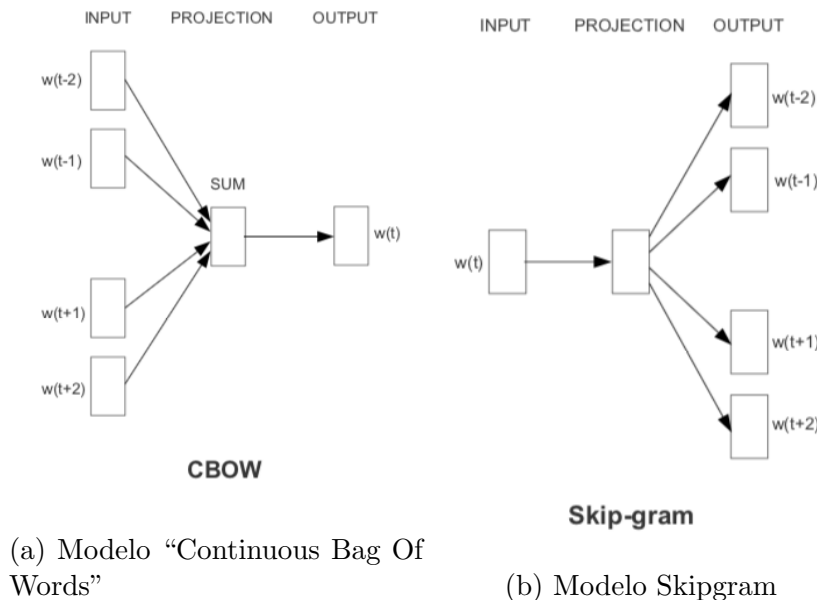 INPUT PROJECTION OUTPUT
w(t-2)
w(t-1)
SUM
w(t)
w(t+1)
w(t+2)
CBOW
(a) Modelo “Continuous Bag Of
Words”
INPUT PROJECTION OUTPUT
w(t-2)
w(t-1)
w(t)
w(t+1)
w(t+2)
Skip-gram
(b) Modelo Skipgram